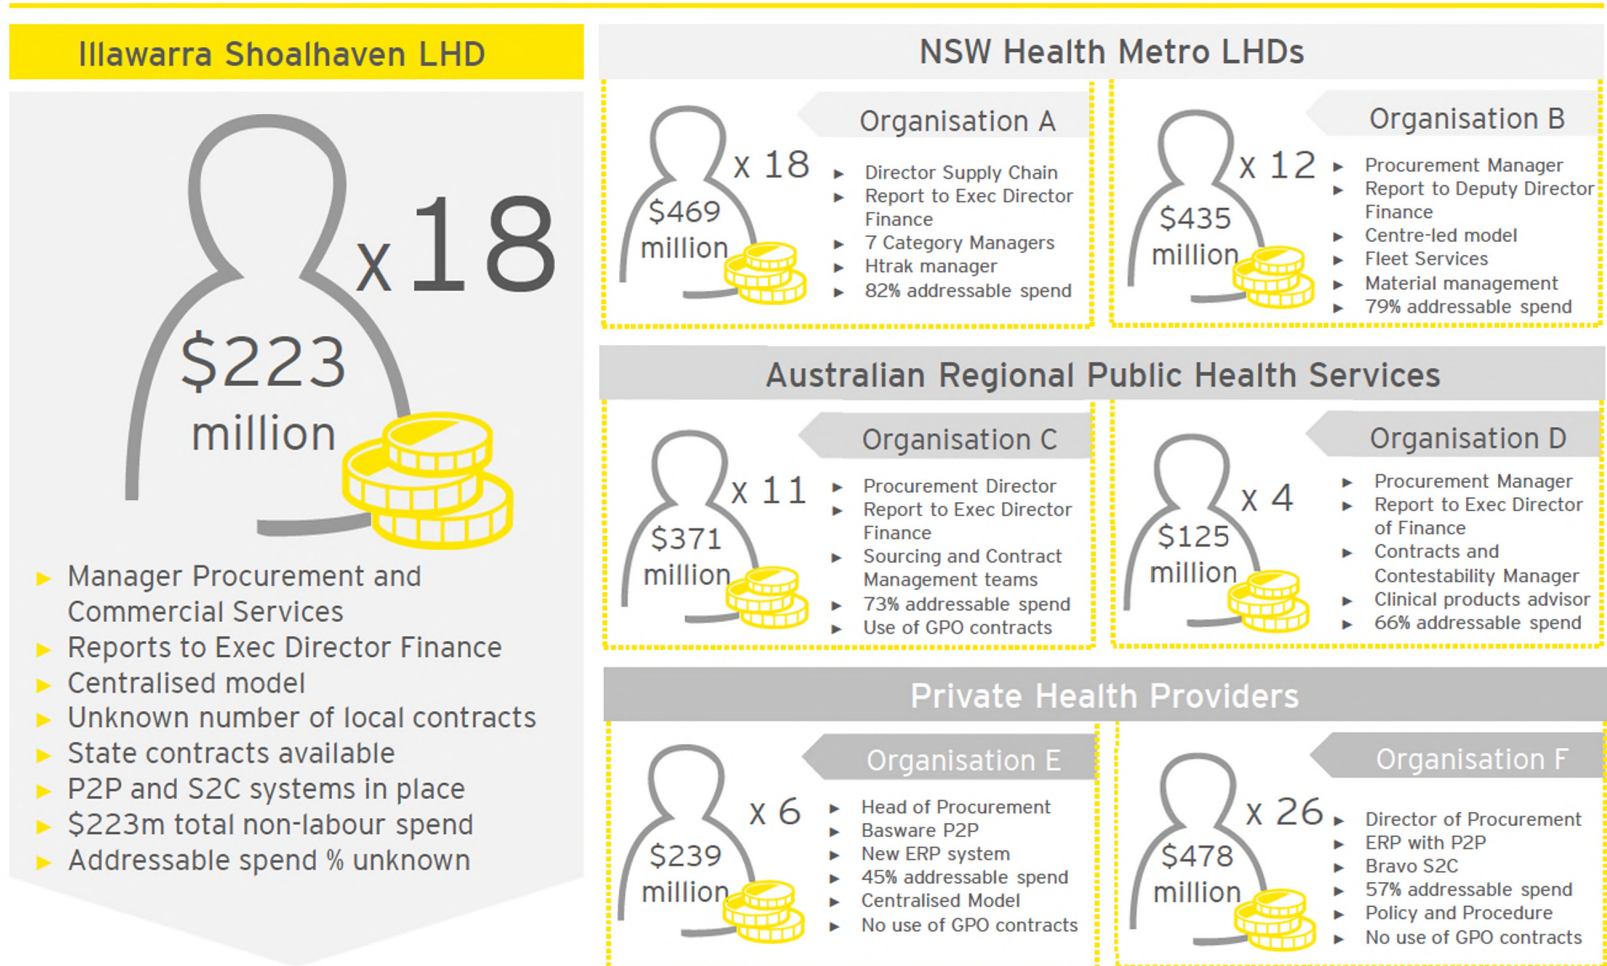 Illawarra Shoalhaven LHD
x 18
$223
million
► Manager Procurement and
Commercial Services
► Reports to Exec Director Finance
► Centralised model
► Unknown number of local contracts
► State contracts available
► P2P and S2C systems in place
► $223m total non-labour spend
► Addressable spend % unknown
NSW Health Metro LHDs
Organisation A
x 18
$469
million
► Director Supply Chain
► Report to Exec Director
Finance
► 7 Category Managers
► Htrak manager
► 82% addressable spend
Organisation B
x 12
$435
million
► Procurement Manager
► Report to Deputy Director
Finance
► Centre-led model
► Fleet Services
► Material management
► 79% addressable spend
Australian Regional Public Health Services
Organisation C
x 11
$371
million
► Procurement Director
► Report to Exec Director
Finance
► Sourcing and Contract
Management teams
► 73% addressable spend
► Use of GPO contracts
Organisation D
x 4
$125
million
► Procurement Manager
► Report to Exec Director
of Finance
► Contracts and
Contestability Manager
► Clinical products advisor
► 66% addressable spend
Private Health Providers
Organisation E
x 6
$239
million
► Head of Procurement
► Basware P2P
► New ERP system
► 45% addressable spend
► Centralised Model
► No use of GPO contracts
Organisation F
x 26
$478
million
► Director of Procurement
► ERP with P2P
► Bravo S2C
► 57% addressable spend
► Policy and Procedure
► No use of GPO contracts